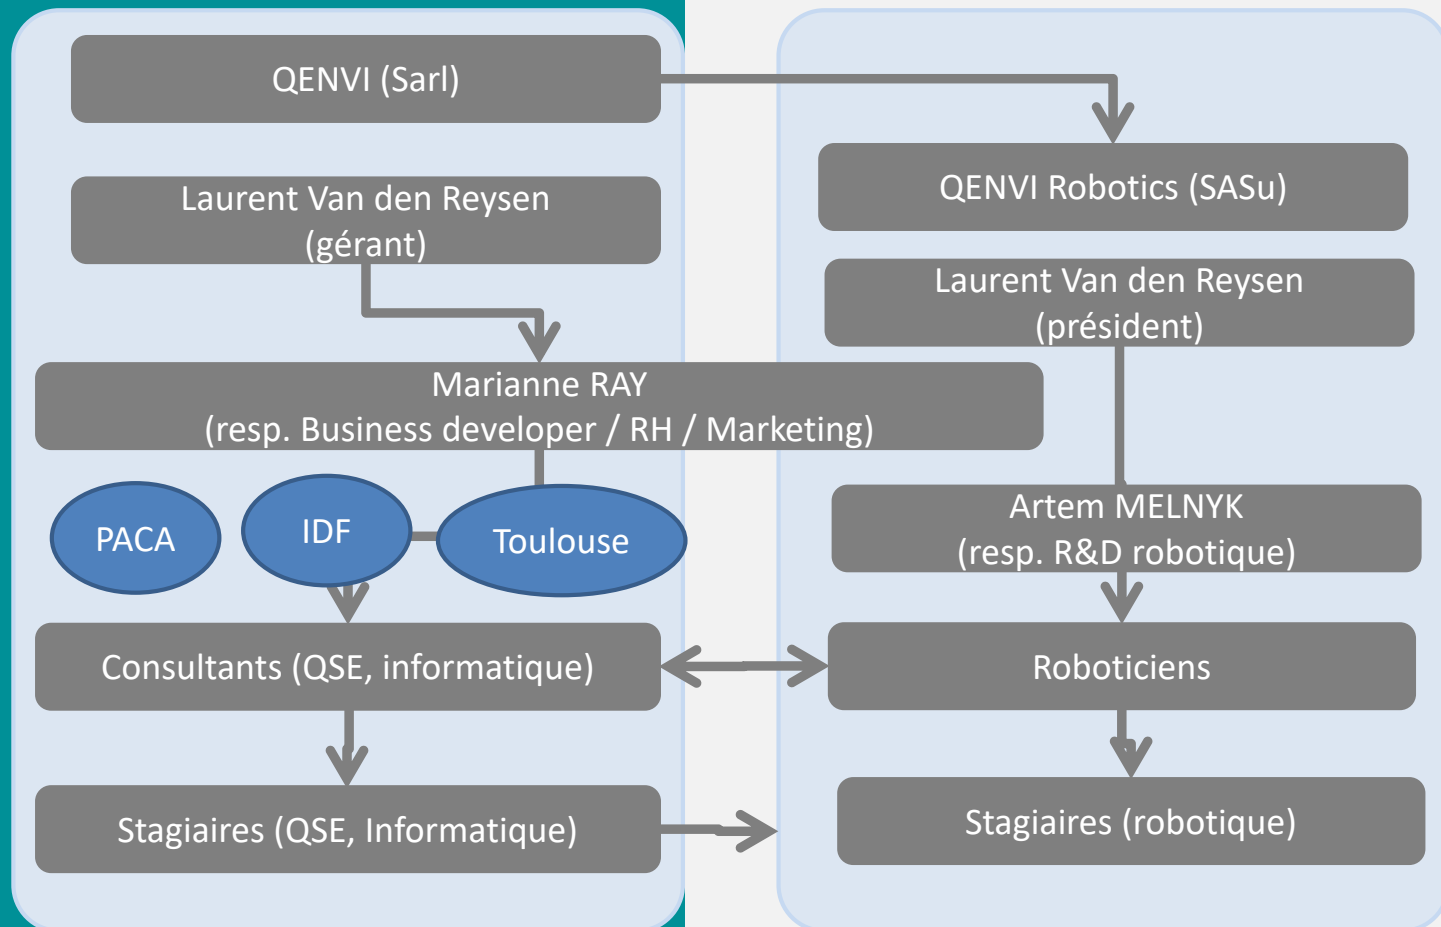 QENVI (Sarl)
Laurent Van den Reysen
(gérant)
QENVI Robotics (SASu)
Laurent Van den Reysen
(président)
Marianne RAY
(resp. Business developer / RH / Marketing)
PACA
IDF
Toulouse
Artem MELNYK
(resp. R&D robotique)
Consultants (QSE, informatique)
Roboticiens
Stagiaires (QSE, Informatique)
Stagiaires (robotique)